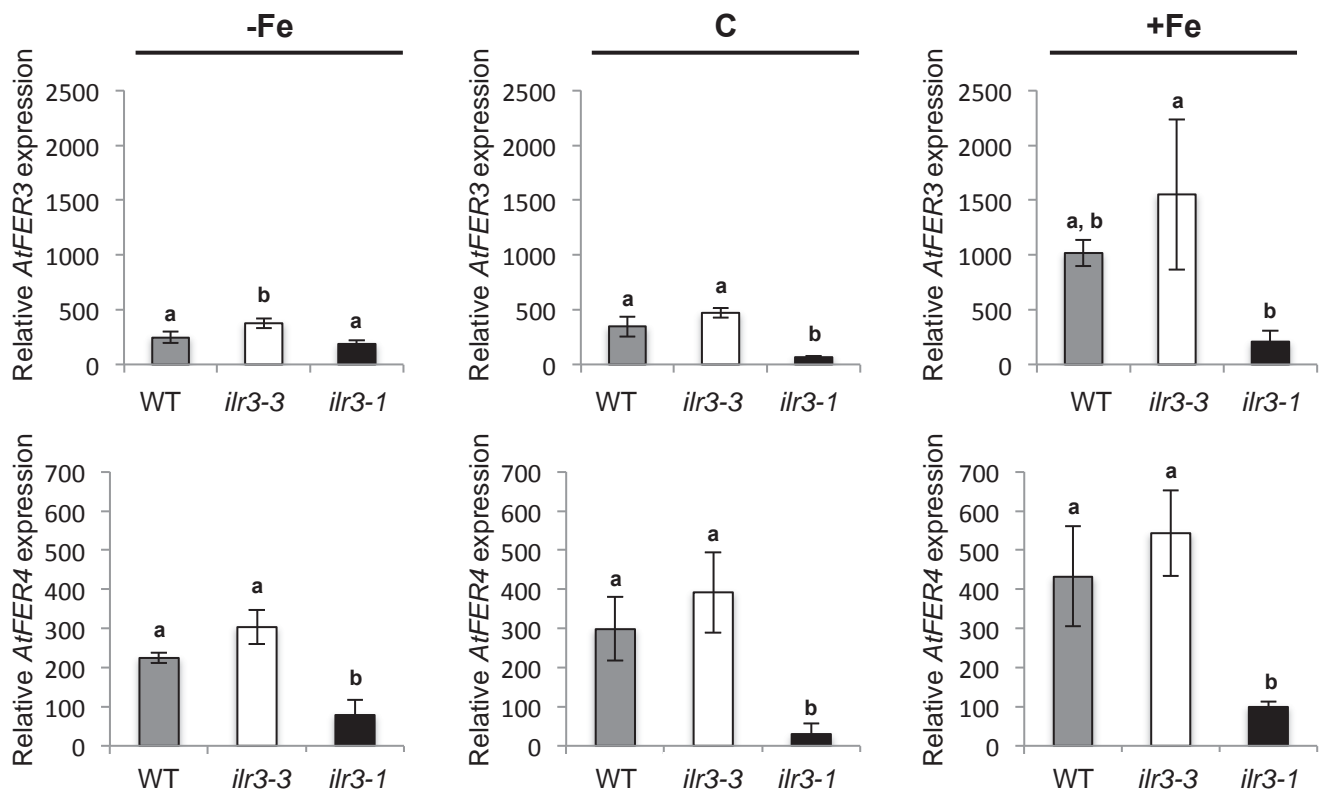 -Fe
C
+Fe
Relative AtFER3 expression
2500
2000
1500
1000
500
0
a
b
a
WT
ilr3-3
ilr3-1
Relative AtFER3 expression
2500
2000
1500
1000
500
0
a
a
b
WT
ilr3-3
ilr3-1
Relative AtFER3 expression
2500
2000
1500
1000
500
0
a, b
a
b
WT
ilr3-3
ilr3-1
Relative AtFER4 expression
700
600
500
400
300
200
100
0
a
a
b
WT
ilr3-3
ilr3-1
Relative AtFER4 expression
700
600
500
400
300
200
100
0
a
a
b
WT
ilr3-3
ilr3-1
Relative AtFER4 expression
700
600
500
400
300
200
100
0
a
a
b
WT
ilr3-3
ilr3-1